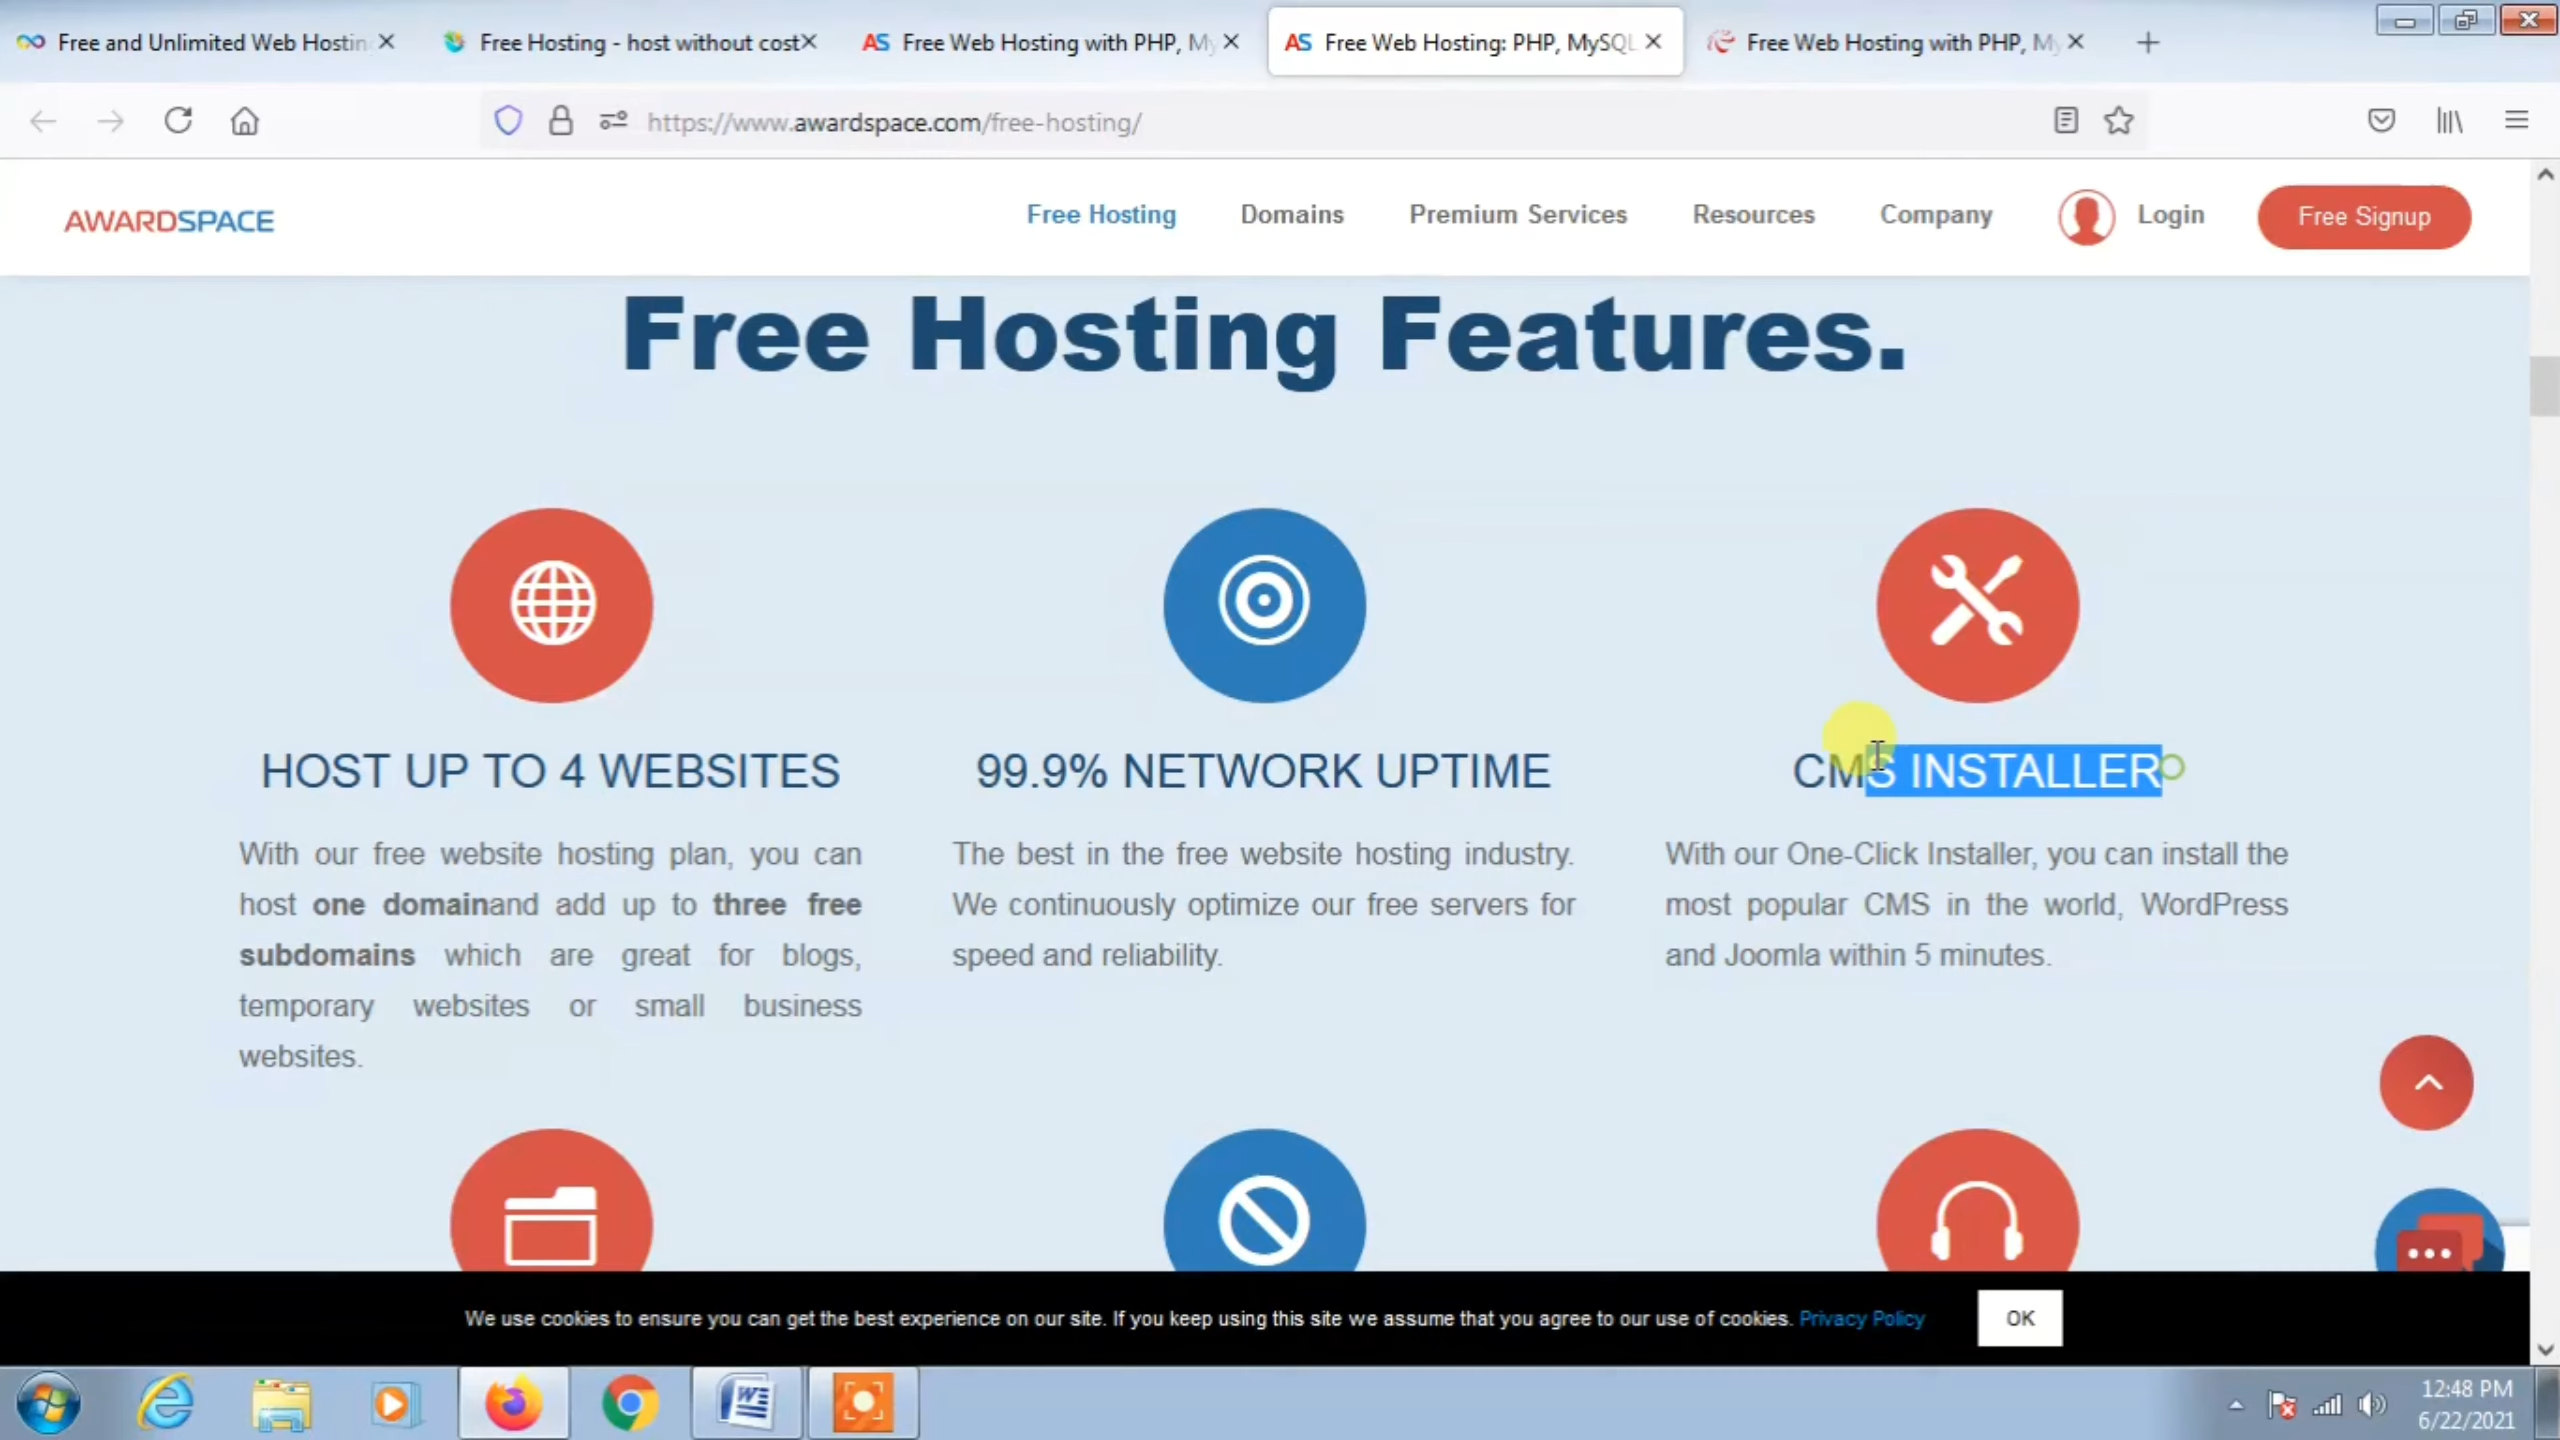 Free and Unlimited Web Hostin
Free Hosting - host without cost
AS Free Web Hosting with PHP, My
AS Free Web Hosting: PHP, MySQL
Free Web Hosting with PHP, My
https://www.awardspace.com/free-hosting/
AWARDSPACE
Free Hosting
Domains
Premium Services
Resources
Company
Login
Free Signup
Free Hosting Features.
HOST UP TO 4 WEBSITES
With our free website hosting plan, you can
host one domainand add up to three free
subdomains which are great for blogs,
temporary websites or small business
websites.
99.9% NETWORK UPTIME
The best in the free website hosting industry.
We continuously optimize our free servers for
speed and reliability.
CMS INSTALLER
With our One-Click Installer, you can install the
most popular CMS in the world, WordPress
and Joomla within 5 minutes.
We use cookies to ensure you can get the best experience on our site. If you keep using this site we assume that you agree to our use of cookies. Privacy Policy
OK
12:48 PM
6/22/2021